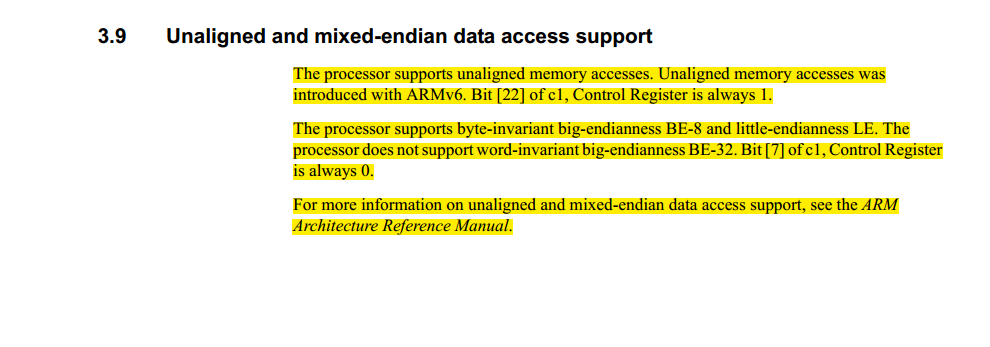 3.9 Unaligned and mixed-endian data access support
The processor supports unaligned memory accesses. Unaligned memory accesses was
introduced with ARMv6. Bit [22] of c1, Control Register is always 1.
The processor supports byte-invariant big-endianness BE-8 and little-endianness LE. The
processor does not support word-invariant big-endianness BE-32. Bit [7] of c1, Control Register
is always 0.
For more information on unaligned and mixed-endian data access support, see the ARM
Architecture Reference Manual.